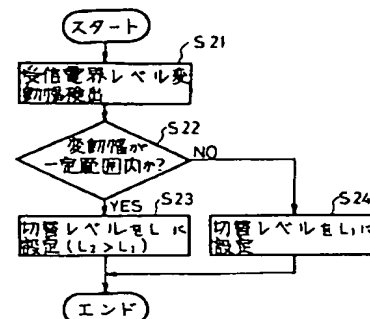 スタート
S21
受信電界レベル変
動幅検出
S22
変動幅が
一定範囲内か?
NO
YES
S23
切替レベルをL に
設定(L₂>L₁)
S24
切替レベルをL₁に
設定
エンド